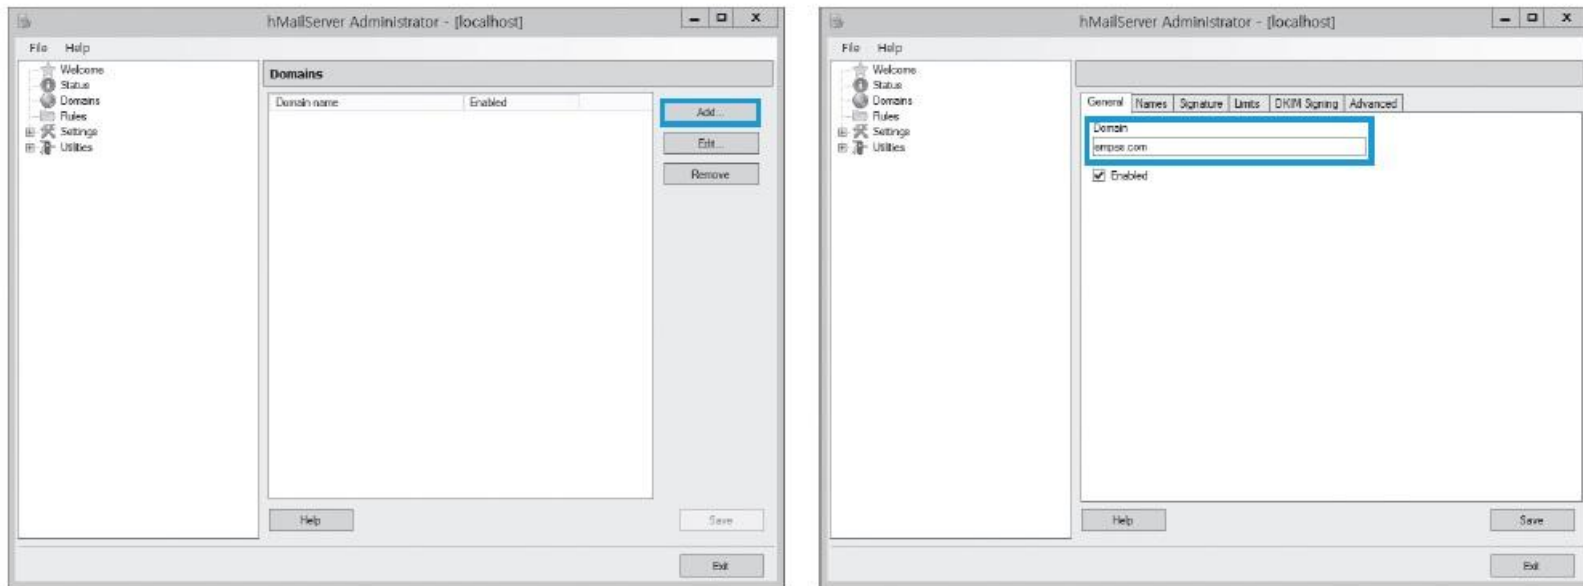 hMailServer Administrator - [localhost]
File Help
Welcome
Status
Domains
Rules
Settings
Utilities
Domains
Domain name Enabled
Add...
Edit...
Remove
Help
Save
Exit
hMailServer Administrator - [localhost]
File Help
Welcome
Status
Domains
Rules
Settings
Utilities
General Names Signature Limits DKIM Signing Advanced
Domain
empse.com
Enabled
Help
Save
Exit